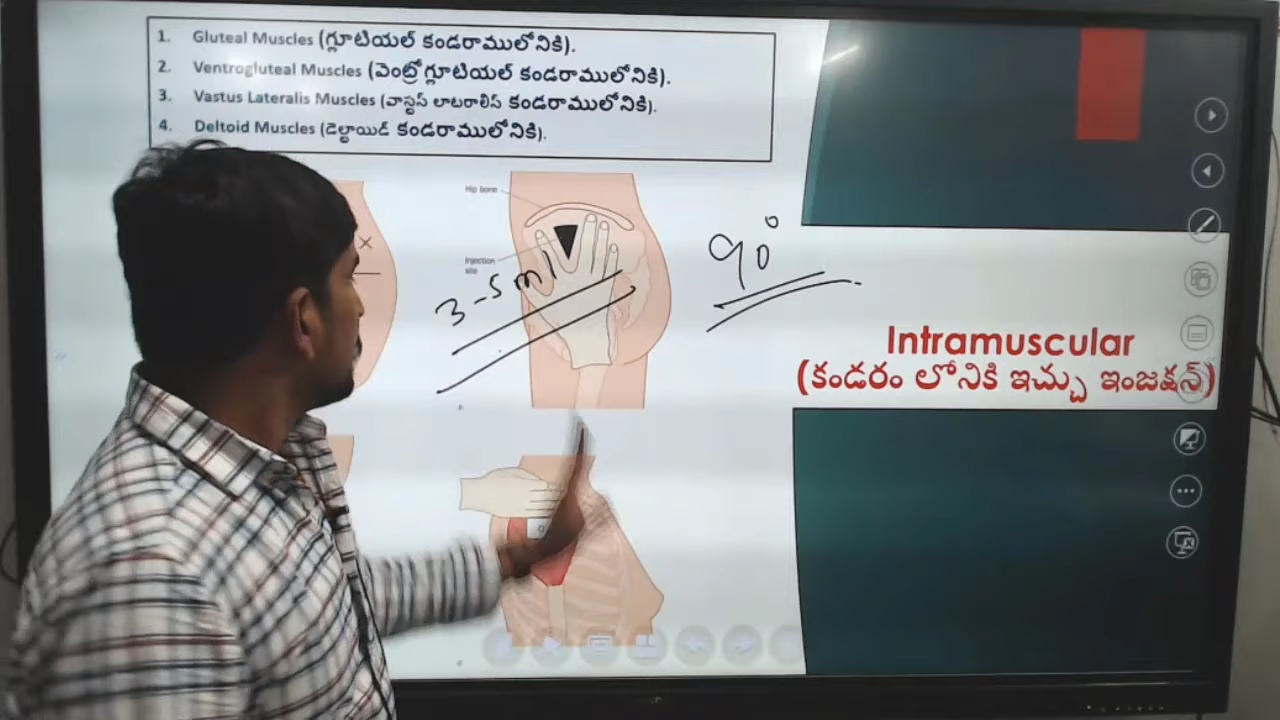 1. Gluteal Muscles (గ్లూటియల్ కండరాములోనికి).
2. Ventrogluteal Muscles (వెంట్రోగ్లూటియల్ కండరాములోనికి).
3. Vastus Lateralis Muscles (వాస్టస్ లాటరాలిస్ కండరాములోనికి).
4. Deltoid Muscles (డెల్టాయిడ్ కండరాములోనికి).
Hip bone
Injection
site
3-5 ml
90°
Intramuscular
(కండరం లోనికి ఇచ్చు ఇంజక్షన్)